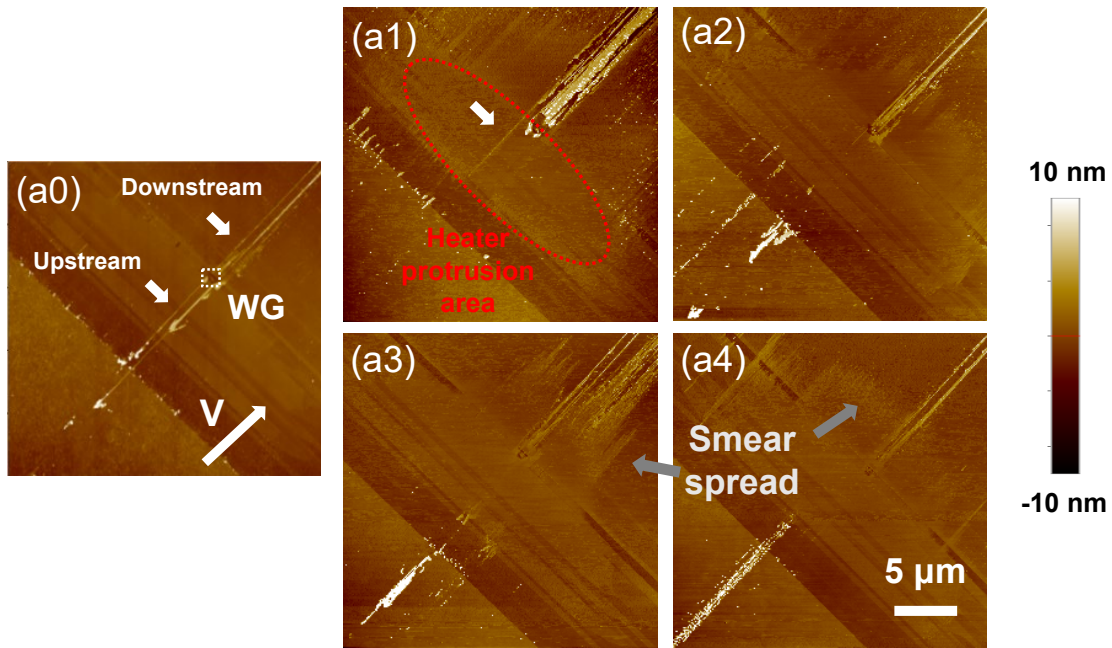 (a0)
Downstream
Upstream
WG
V
(a1)
Heater
protrusion
area
(a2)
(a3)
(a4)
Smear
spread
5 µm
10 nm
-10 nm